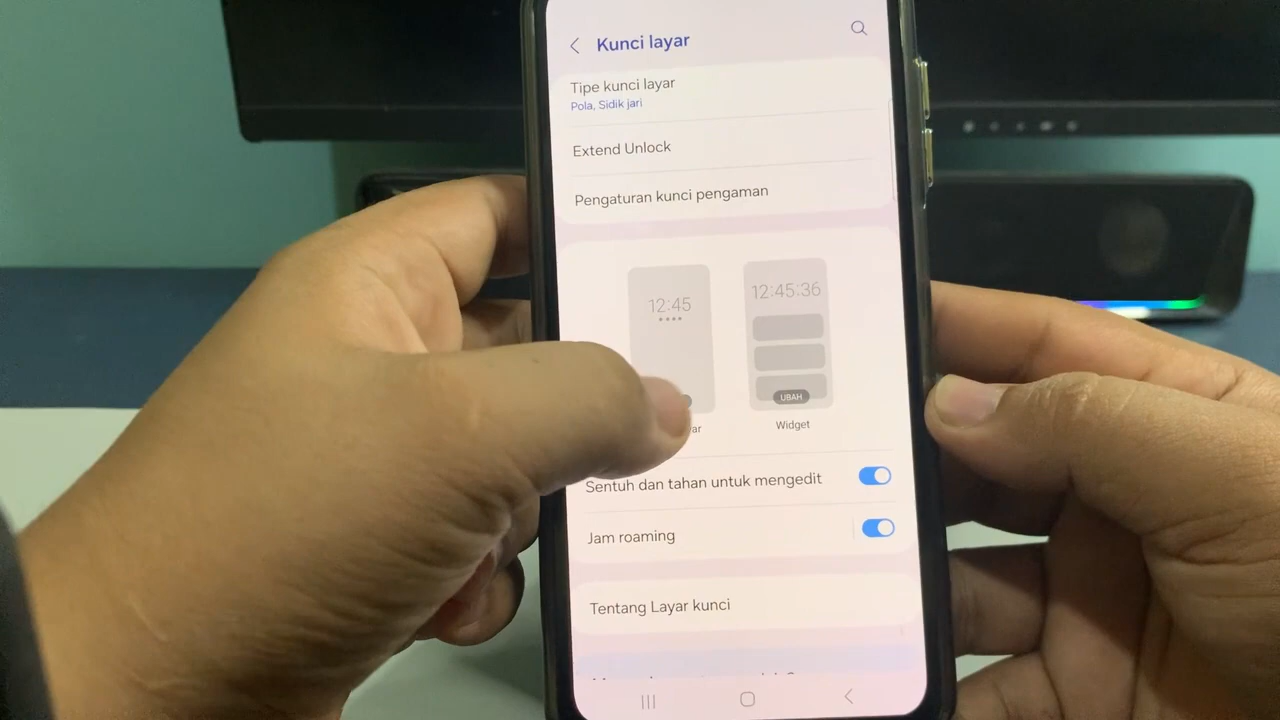 Kunci layar
Tipe kunci layar
Pola, Sidik jari
Extend Unlock
Pengaturan kunci pengaman
12:45
12:45:36
UBAH
Widget
Sentuh dan tahan untuk mengedit
Jam roaming
Tentang Layar kunci